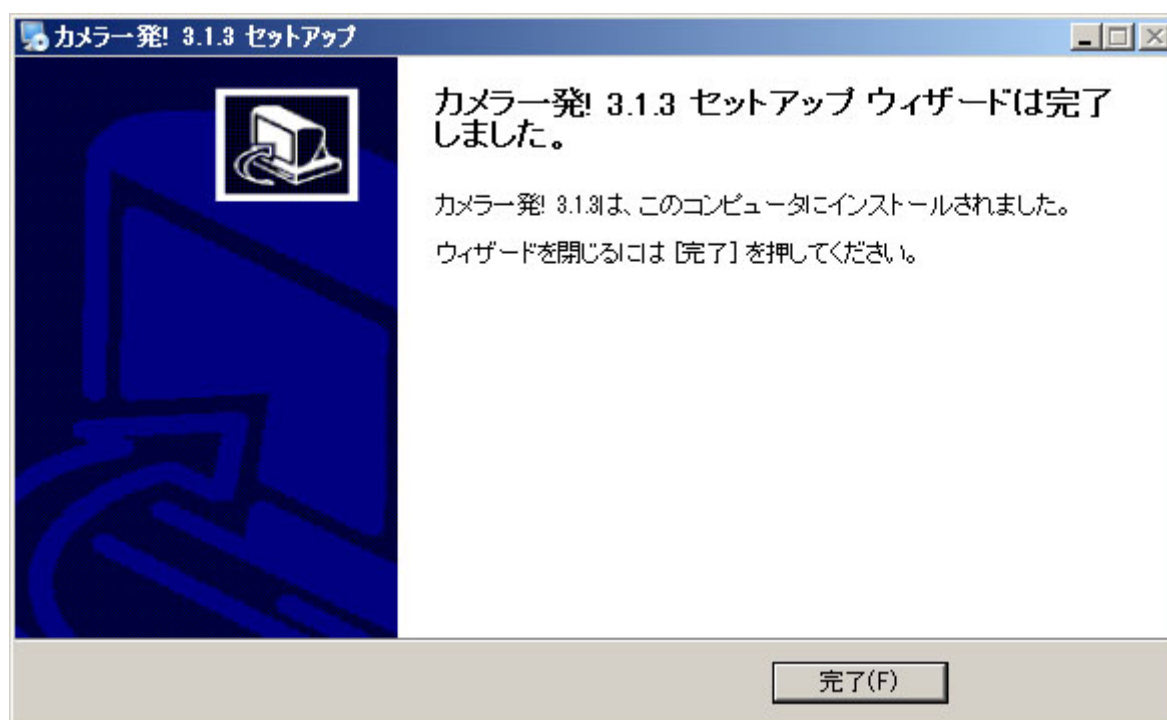 カメラ一発! 3.1.3 セットアップ
カメラ一発! 3.1.3 セットアップ ウィザードは完了
しました。
カメラ一発! 3.1.3は、このコンピュータにインストールされました。
ウィザードを閉じるには [完了] を押してください。
完了(F)